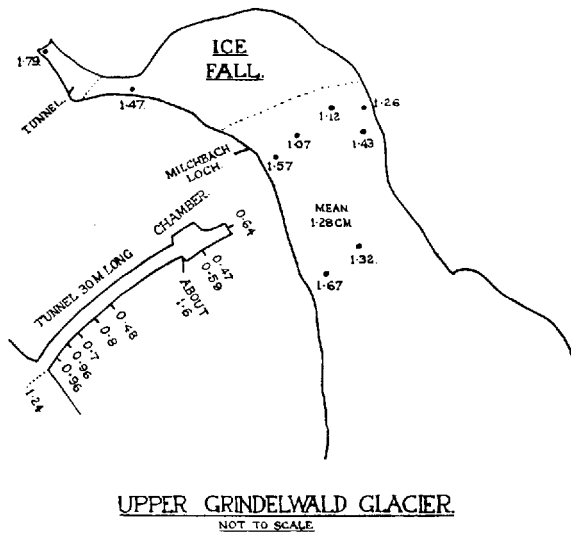 ICE
FALL.
1·79.
TUNNEL.
1·47.
1·12
1·26
1·07
1·43
1·57
MILCHBACH
LOCH.
MEAN
1·28 CM
1·32.
1·67
CHAMBER.
0·64
TUNNEL 30 M LONG
0·47
0·59
ABOUT
1·6
0·48
0·8
0·7
0·96
0·96
1·24
UPPER GRINDELWALD GLACIER.
NOT TO SCALE